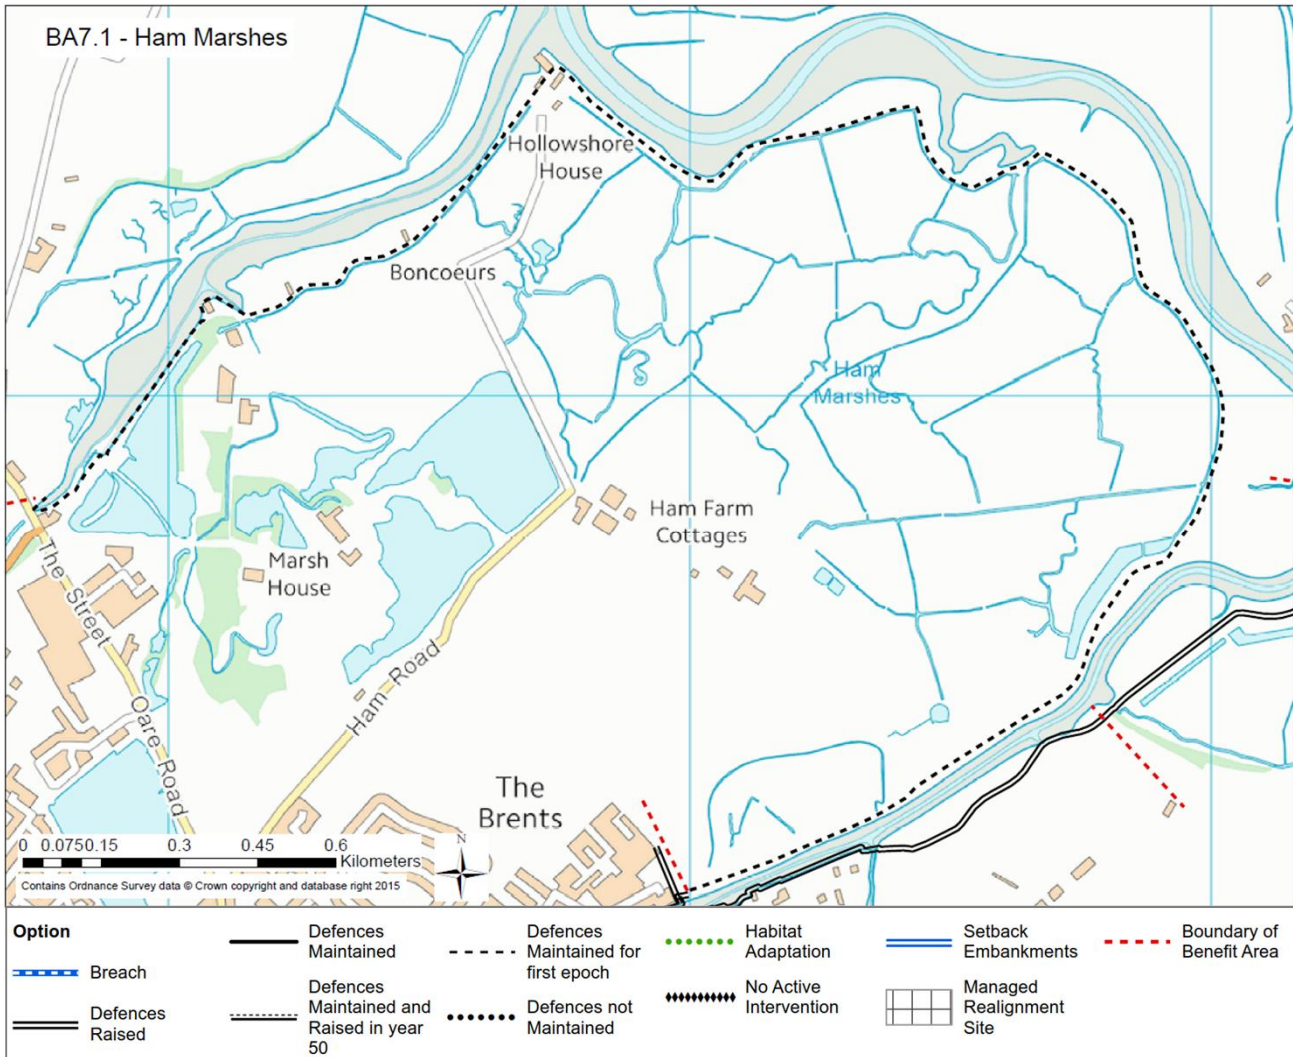 BA7.1 - Ham Marshes
Hollowshore
House
Boncoeurs
Ham
Marshes
Ham Farm
Cottages
Marsh
House
The Street
Ham Road
Oare Road
The
Brents
0 0.075 0.15 0.3 0.45 0.6
Kilometers
N
Contains Ordnance Survey data © Crown copyright and database right 2015
Option
Breach
Defences
Raised
Defences
Maintained
Defences
Maintained and
Raised in year
50
Defences
Maintained for
first epoch
Defences not
Maintained
Habitat
Adaptation
No Active
Intervention
Setback
Embankments
Managed
Realignment
Site
Boundary of
Benefit Area